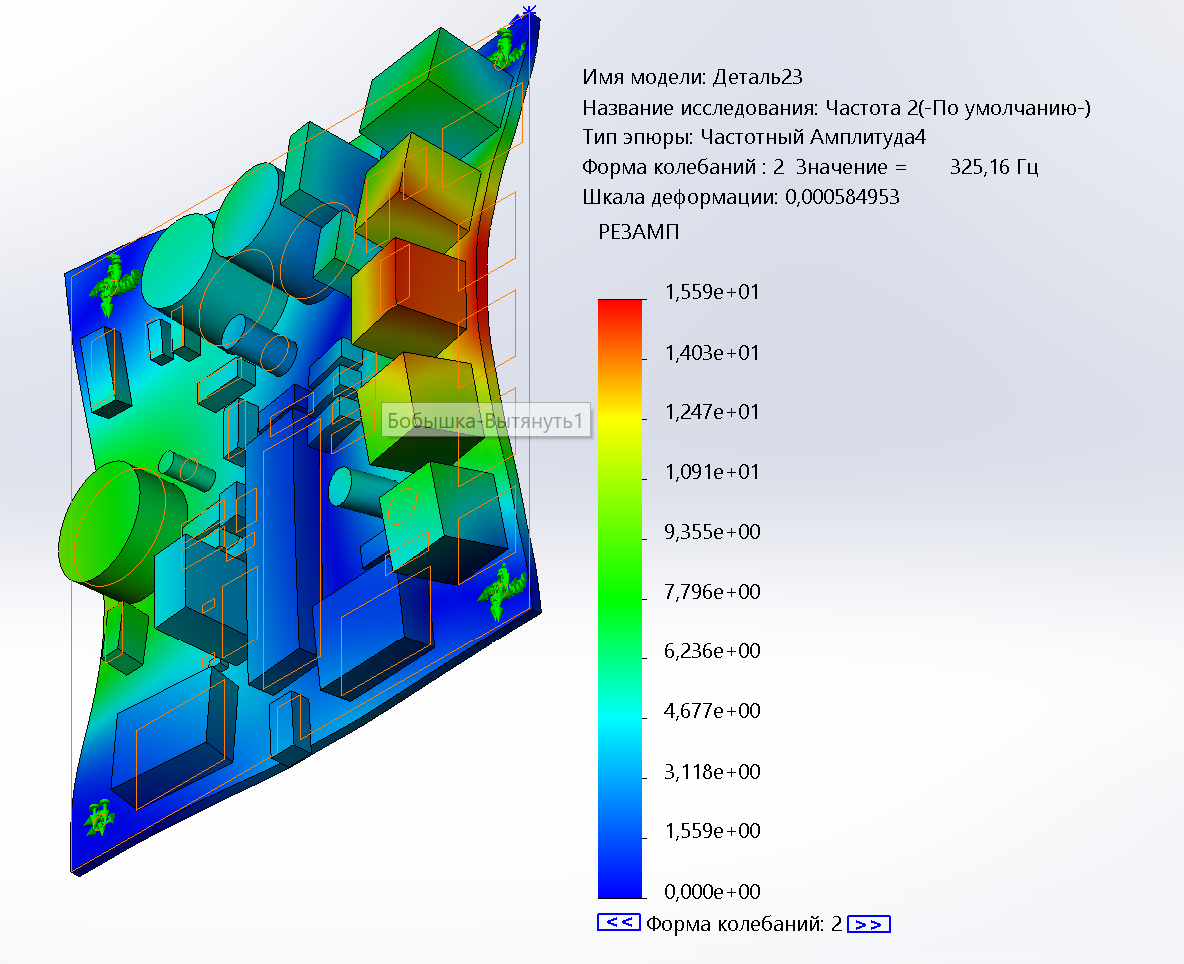 Имя модели: Деталь23
Название исследования: Частота 2(-По умолчанию-)
Тип эпюры: Частотный Амплитуда4
Форма колебаний : 2 Значение = 325,16 Гц
Шкала деформации: 0,000584953
РЕЗАМП
1,559e+01
1,403e+01
1,247e+01
1,091e+01
9,355e+00
7,796e+00
6,236e+00
4,677e+00
3,118e+00
1,559e+00
0,000e+00
Бобышка-Вытянуть1
<< Форма колебаний: 2 >>